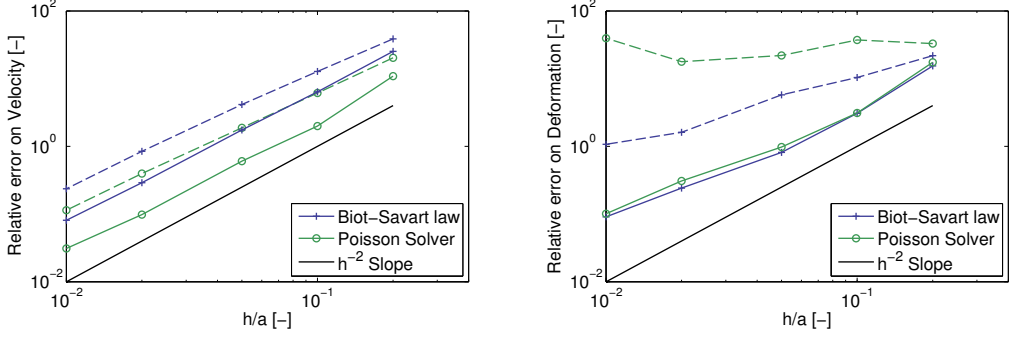 Relative error on Velocity [−]
10^2
10^0
10^−2
10^−2
10^−1
h/a [−]
Biot−Savart law
Poisson Solver
h^−2 Slope
Relative error on Deformation [−]
10^2
10^0
10^−2
10^−2
10^−1
h/a [−]
Biot−Savart law
Poisson Solver
h^−2 Slope